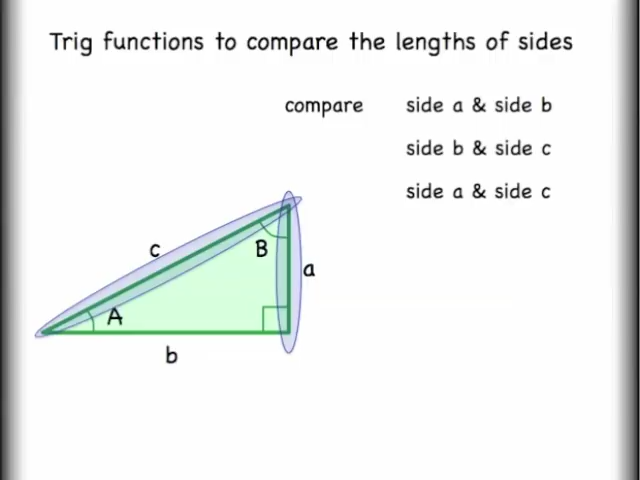 Trig functions to compare the lengths of sides
compare side a & side b
side b & side c
side a & side c
c
B
a
A
b